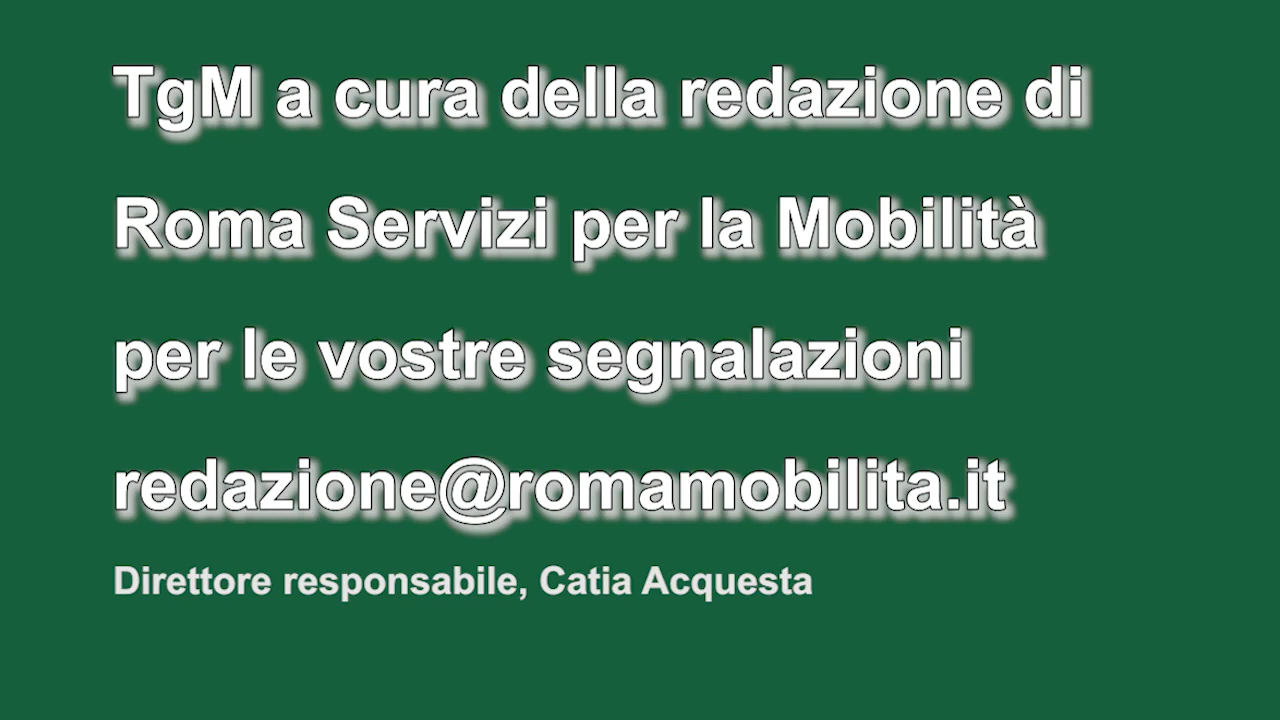 TgM a cura della redazione di
Roma Servizi per la Mobilità
per le vostre segnalazioni
redazione@romamobilita.it
Direttore responsabile, Catia Acquesta